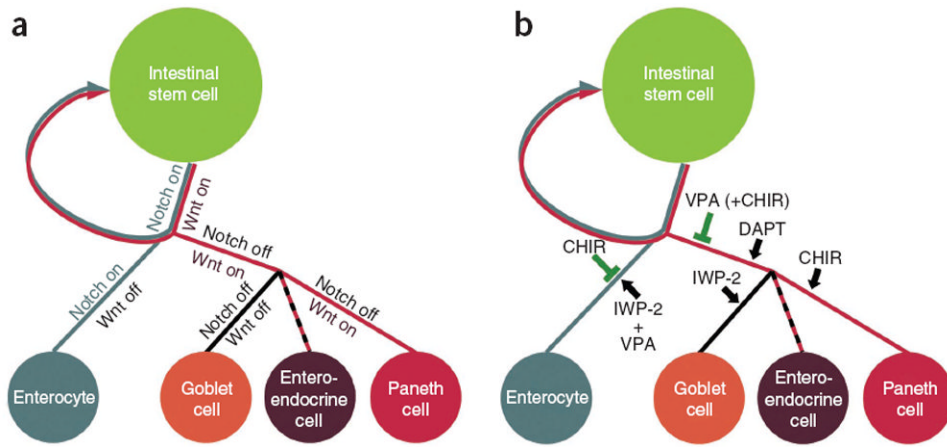 a
Intestinal
stem cell
Notch on
Wnt on
Notch off
Wnt on
Notch on
Wnt off
Notch off
Wnt off
Notch off
Wnt on
Enterocyte
Goblet
cell
Entero-
endocrine
cell
Paneth
cell
b
Intestinal
stem cell
VPA (+CHIR)
DAPT
CHIR
CHIR
IWP-2
IWP-2
+
VPA
Enterocyte
Goblet
cell
Entero-
endocrine
cell
Paneth
cell